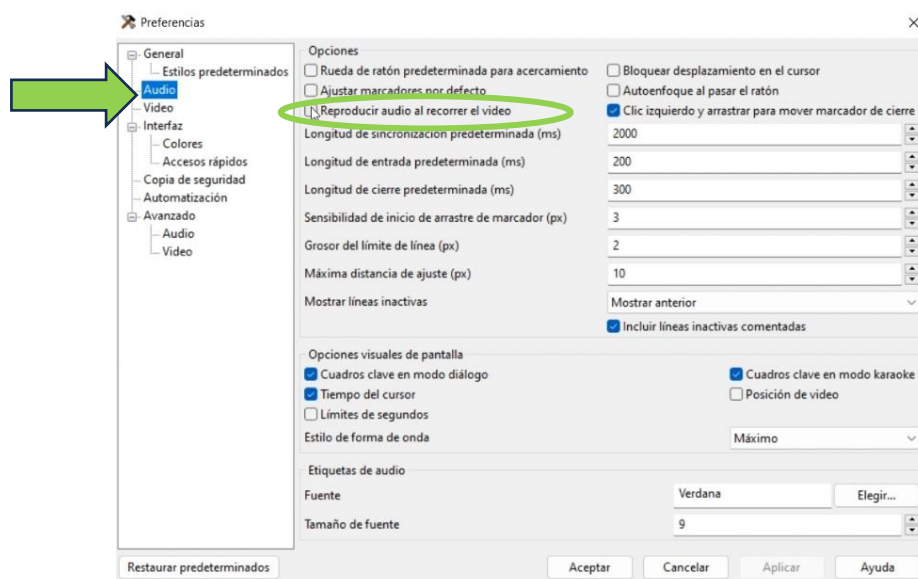 Preferencias
General
Estilos predeterminados
Audio
Video
Interfaz
Colores
Accesos rápidos
Copia de seguridad
Automatización
Avanzado
Audio
Video
Opciones
Rueda de ratón predeterminada para acercamiento
Bloquear desplazamiento en el cursor
Ajustar marcadores por defecto
Autoenfoque al pasar el ratón
Reproducir audio al recorrer el video
Clic izquierdo y arrastrar para mover marcador de cierre
Longitud de sincronización predeterminada (ms) 2000
Longitud de entrada predeterminada (ms) 200
Longitud de cierre predeterminada (ms) 300
Sensibilidad de inicio de arrastre de marcador (px) 3
Grosor del límite de línea (px) 2
Máxima distancia de ajuste (px) 10
Mostrar líneas inactivas Mostrar anterior
Incluir líneas inactivas comentadas
Opciones visuales de pantalla
Cuadros clave en modo diálogo
Cuadros clave en modo karaoke
Tiempo del cursor
Posición de video
Límites de segundos
Estilo de forma de onda Máximo
Etiquetas de audio
Fuente Verdana Elegir...
Tamaño de fuente 9
Restaurar predeterminados Aceptar Cancelar Aplicar Ayuda